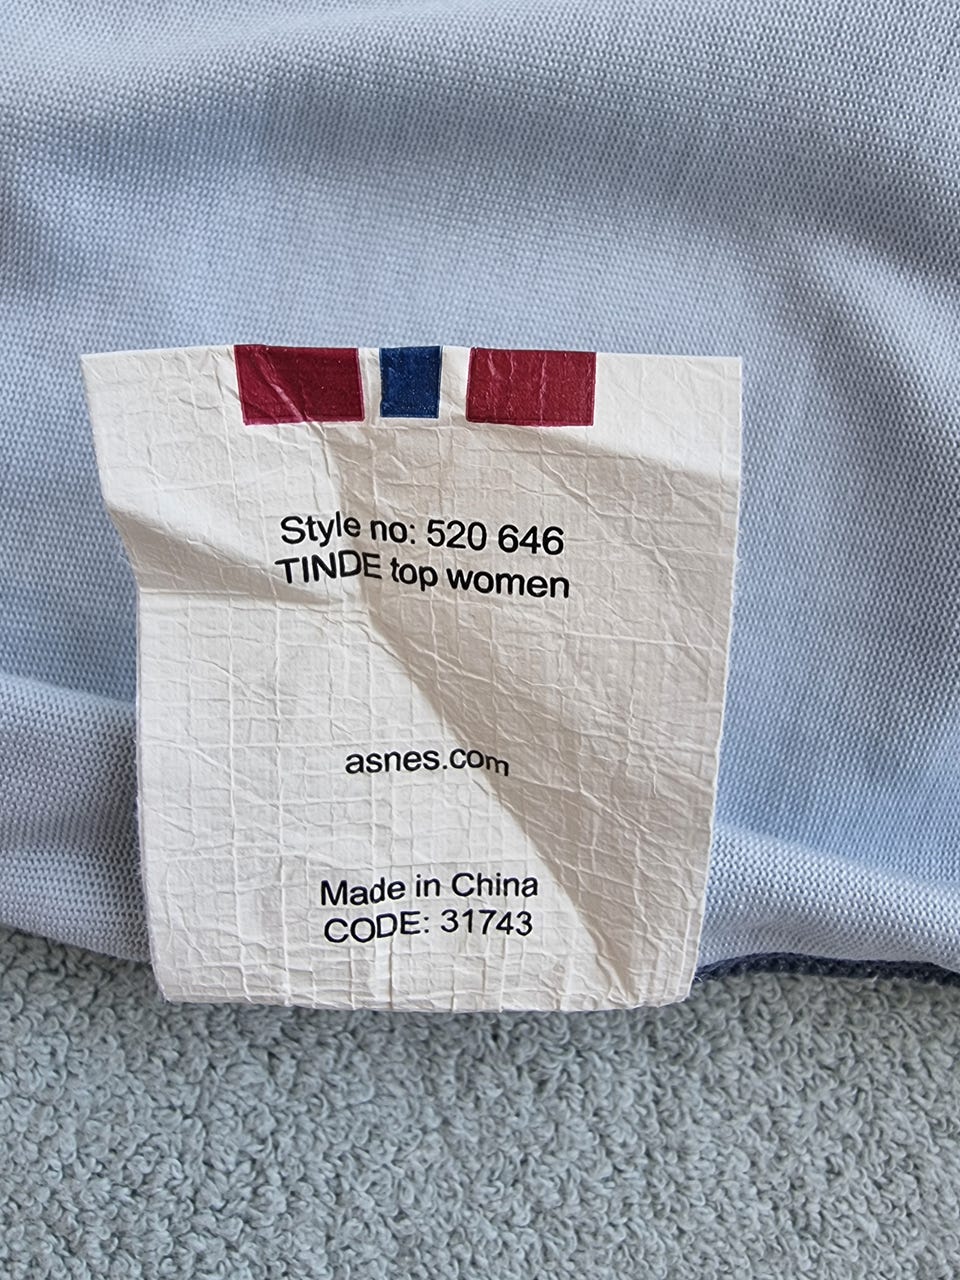 Style no: 520 646
TINDE top women
asnes.com
Made in China
CODE: 31743